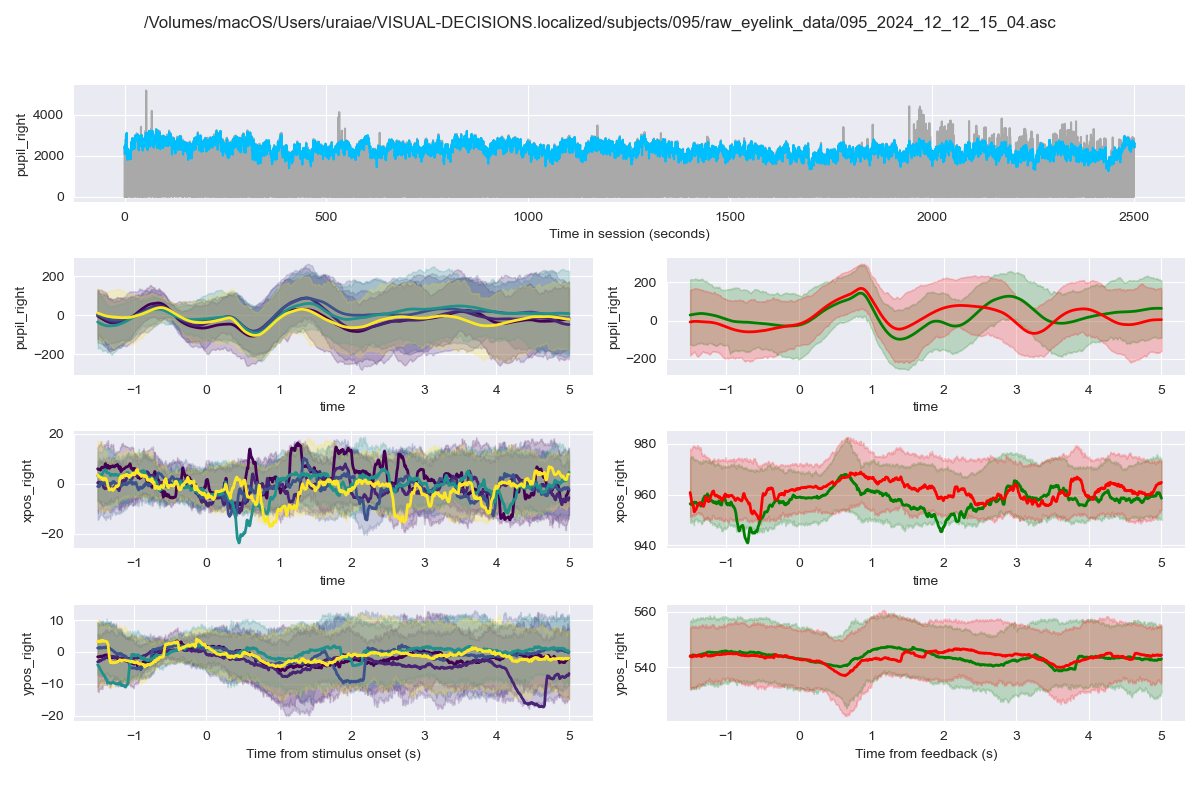 /Volumes/macOS/Users/uraiae/VISUAL-DECISIONS.localized/subjects/095/raw_eyelink_data/095_2024_12_12_15_04.asc
pupil_right
4000
2000
0
0 500 1000 1500 2000 2500
Time in session (seconds)
pupil_right
200
0
−200
−1 0 1 2 3 4 5
time
pupil_right
200
0
−200
−1 0 1 2 3 4 5
time
xpos_right
20
0
−20
−1 0 1 2 3 4 5
time
xpos_right
980
960
940
−1 0 1 2 3 4 5
time
ypos_right
10
0
−10
−20
−1 0 1 2 3 4 5
Time from stimulus onset (s)
ypos_right
560
540
−1 0 1 2 3 4 5
Time from feedback (s)